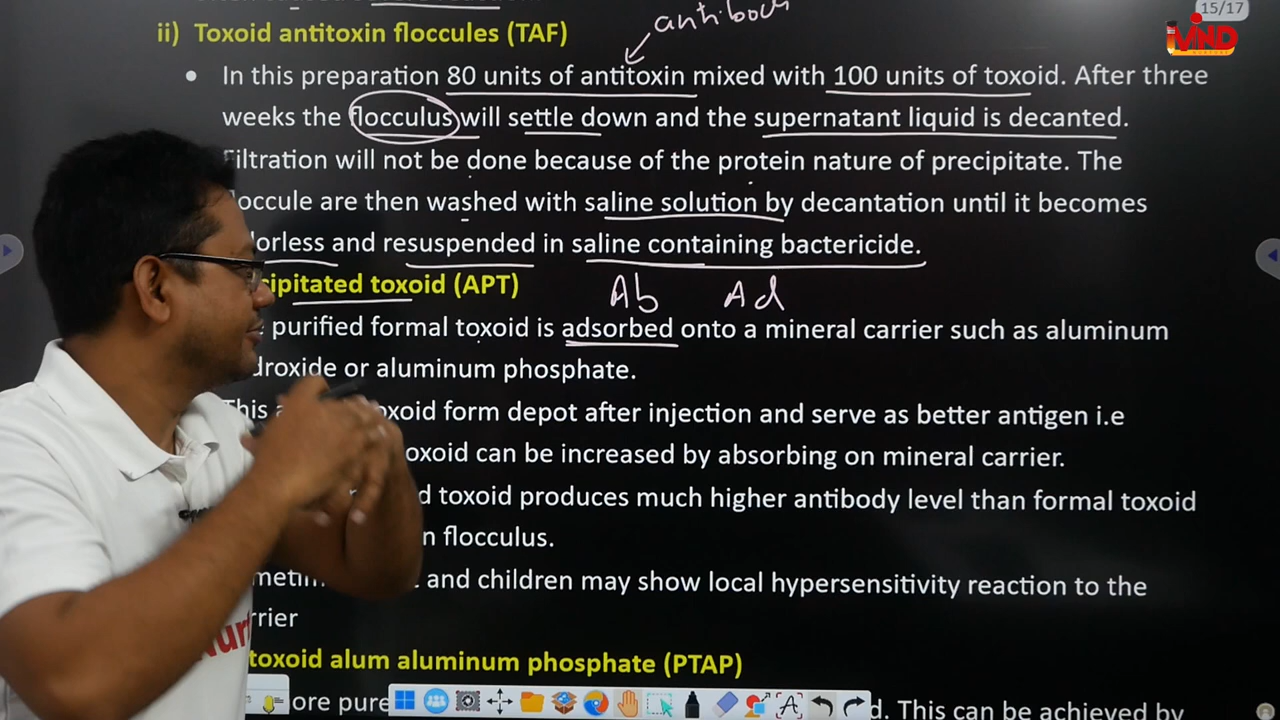 15/17
antibod
MIND
ii) Toxoid antitoxin floccules (TAF)
• In this preparation 80 units of antitoxin mixed with 100 units of toxoid. After three
weeks the flocculus will settle down and the supernatant liquid is decanted.
Filtration will not be done because of the protein nature of precipitate. The
floccule are then washed with saline solution by decantation until it becomes
orless and resuspended in saline containing bactericide.
cipitated toxoid (APT)
Ab Ad
purified formal toxoid is adsorbed onto a mineral carrier such as aluminum
droxide or aluminum phosphate.
This a oxoid form depot after injection and serve as better antigen i.e
oxoid can be increased by absorbing on mineral carrier.
d toxoid produces much higher antibody level than formal toxoid
n flocculus.
metim and children may show local hypersensitivity reaction to the
rrier
toxoid alum aluminum phosphate (PTAP)
ore pure d. This can be achieved by